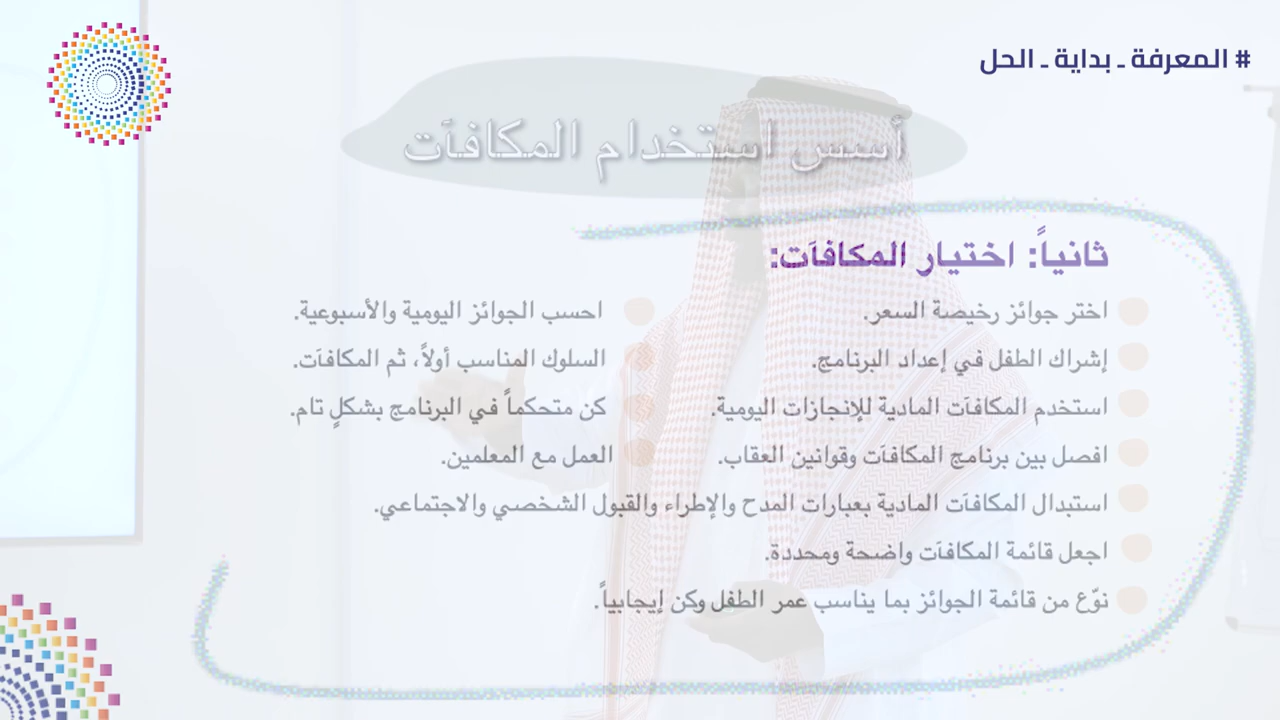 # المعرفة ـ بداية ـ الحل
أسس استخدام المكافآت
ثانياً: اختيار المكافآت:
اختر جوائز رخيصة السعر.
إشراك الطفل في إعداد البرنامج.
استخدم المكافآت المادية للإنجازات اليومية.
افصل بين برنامج المكافآت وقوانين العقاب.
استبدال المكافآت المادية بعبارات المدح والإطراء والقبول الشخصي والاجتماعي.
اجعل قائمة المكافآت واضحة ومحددة.
نوّع من قائمة الجوائز بما يناسب عمر الطفل وكن إيجابياً.
احسب الجوائز اليومية والأسبوعية.
السلوك المناسب أولاً، ثم المكافآت.
كن متحكماً في البرنامج بشكلٍ تام.
العمل مع المعلمين.